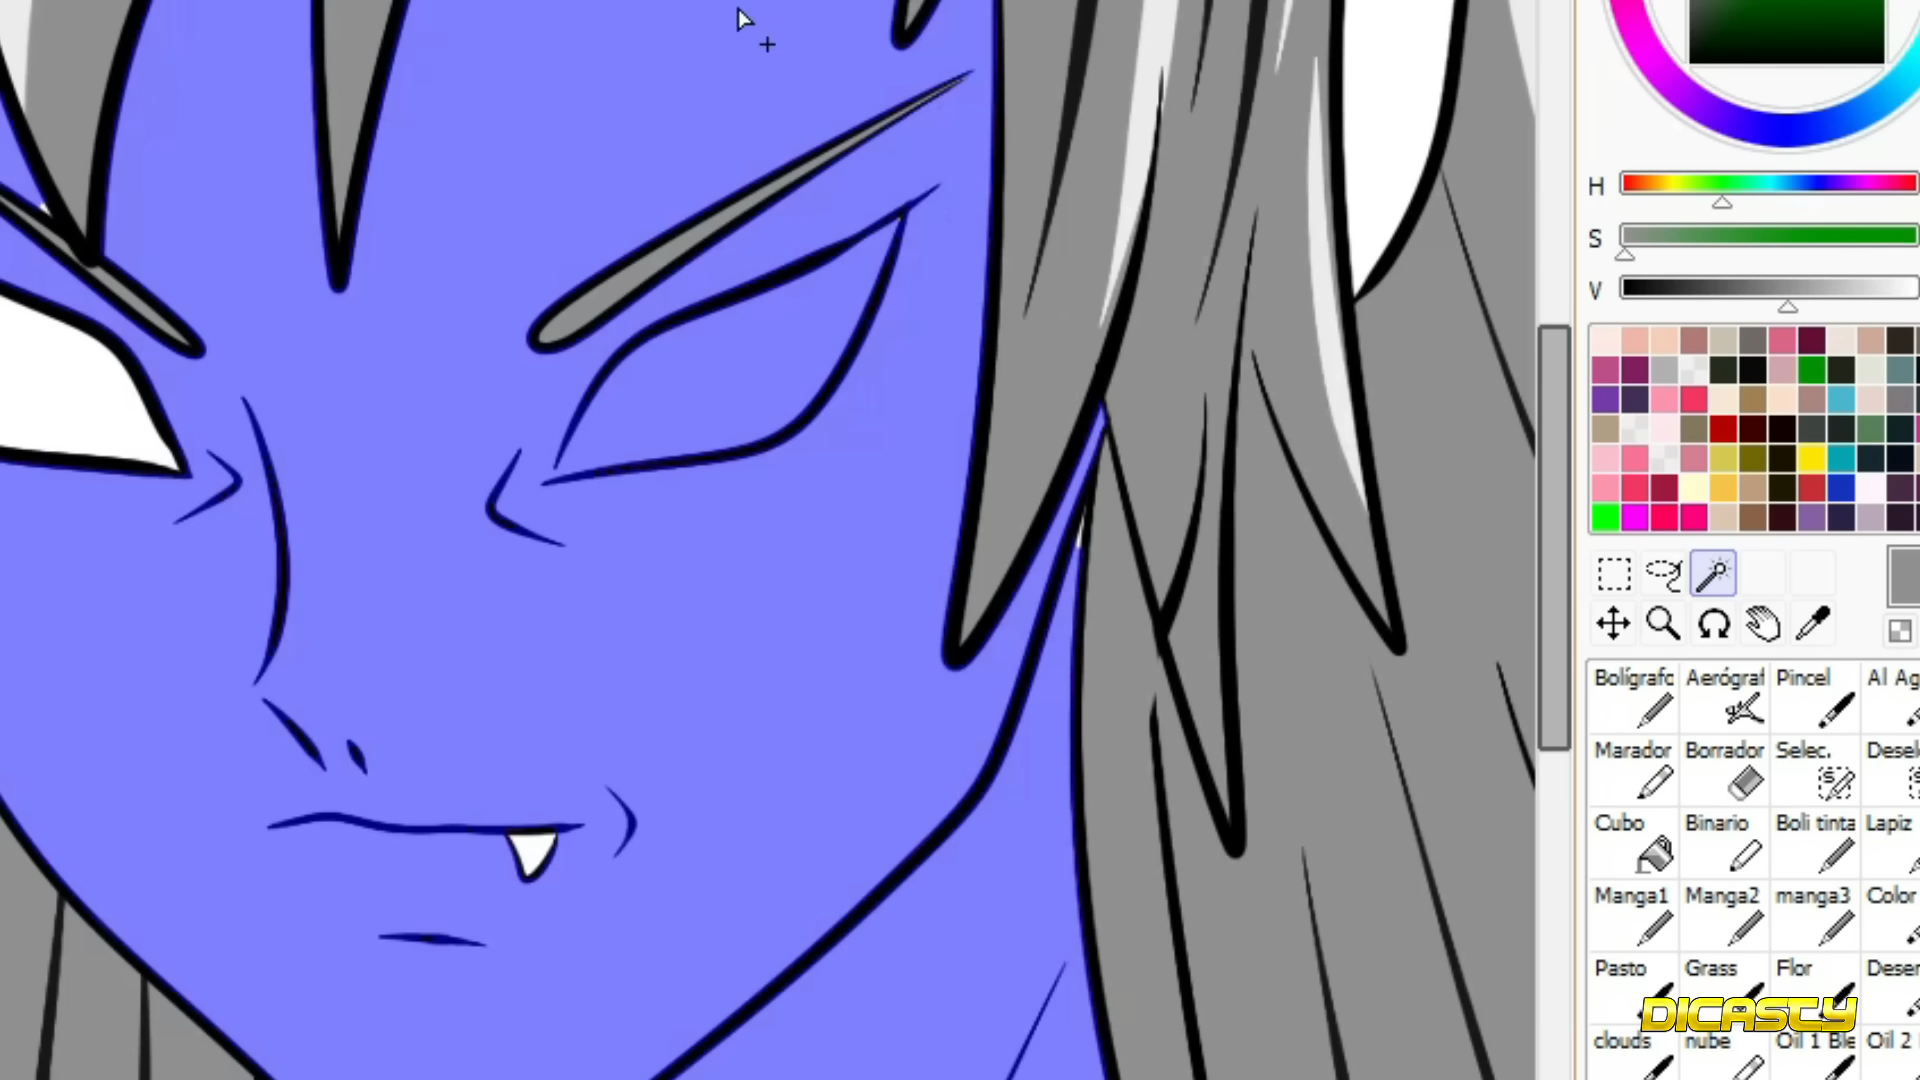 H
S
V
Bolígrafo Aerógraf Pincel Al Ag
Marador Borrador Selec. Desel
Cubo Binario Boli tinta Lapiz
Manga1 Manga2 manga3 Color
Pasto Grass Flor Deser
DICASTY
clouds nube Oil 1 Ble Oil 2